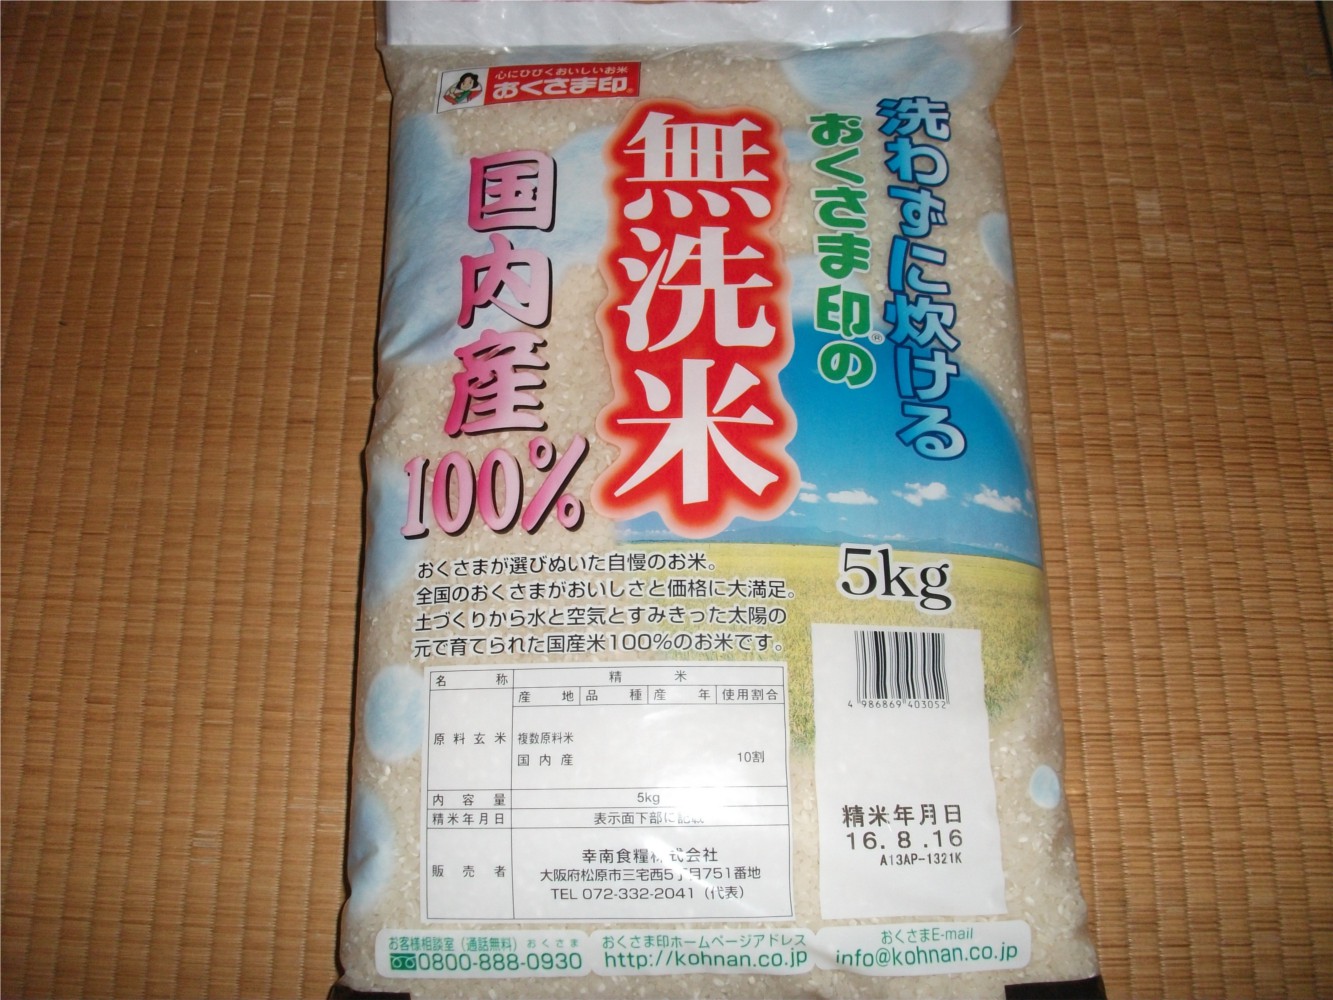 心にひびくおいしいお米
おくさま印®
洗わずに炊ける
おくさま印®の
無洗米
国内産
100%
おくさまが選びぬいた自慢のお米。
全国のおくさまがおいしさと価格に大満足。
土づくりから水と空気とすみきった太陽の
元で育てられた国産米100%のお米です。
5kg
名称 精米
原料玄米 産地 品種 産年 使用割合
複数原料米
国内産 10割
内容量 5kg
精米年月日 表示面下部に記載
販売者 幸南食糧株式会社
大阪府松原市三宅西5丁目751番地
TEL 072-332-2041（代表）
4 986869 403052
精米年月日
16.8.16
A13AP-1321K
お客様相談室（通話無料）おくさま
0800-888-0930
おくさま印ホームページアドレス
http://kohnan.co.jp
おくさまE-mail
info@kohnan.co.jp